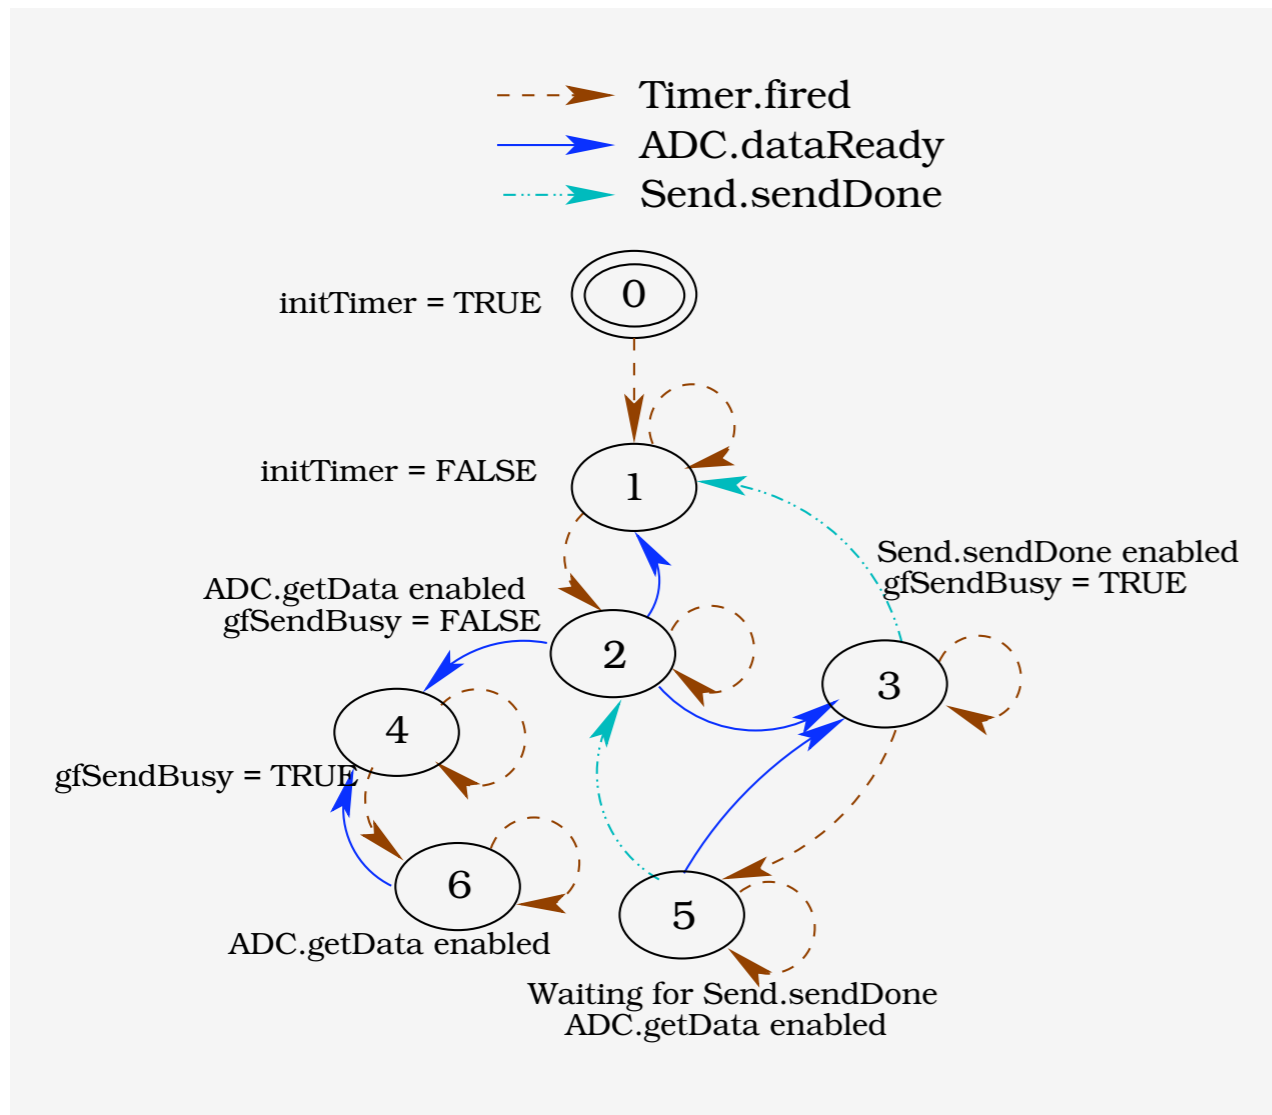 Timer.fired
ADC.dataReady
Send.sendDone
0
initTimer = TRUE
initTimer = FALSE
1
Send.sendDone enabled
gfSendBusy = TRUE
ADC.getData enabled
gfSendBusy = FALSE
2
3
4
gfSendBusy = TRUE
6
ADC.getData enabled
5
Waiting for Send.sendDone
ADC.getData enabled